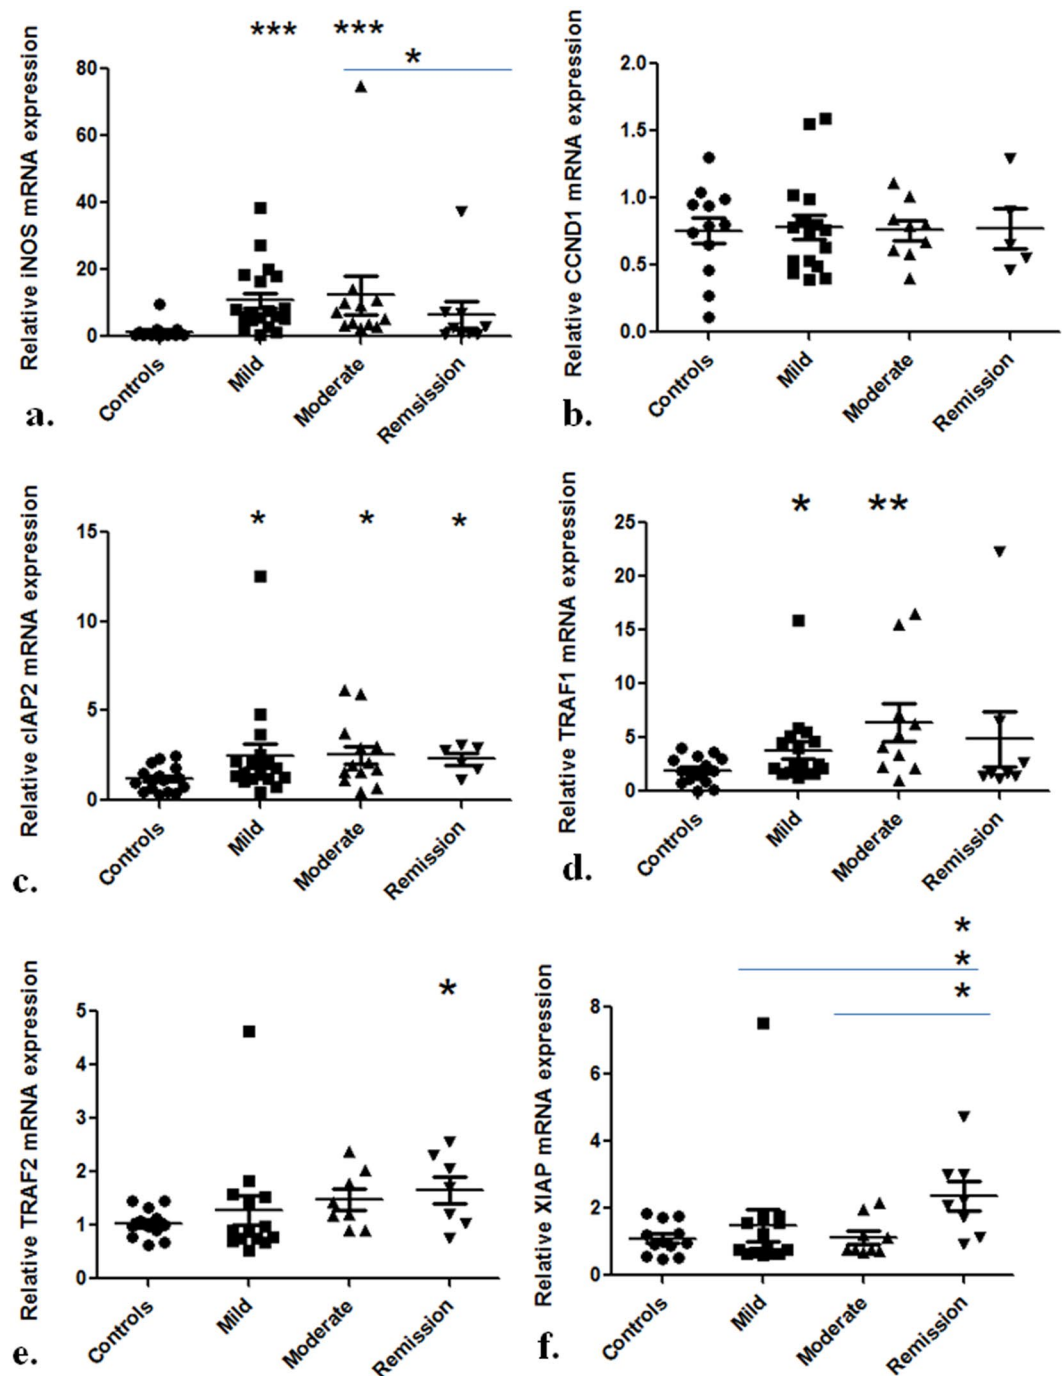 *** ***
*
Relative iNOS mRNA expression
80
60
40
20
0
Controls
Mild
Moderate
Remsission
a.
Relative CCND1 mRNA expression
2.0
1.5
1.0
0.5
0.0
Controls
Mild
Moderate
Remission
b.
Relative cIAP2 mRNA expression
15
10
5
0
* * *
Controls
Mild
Moderate
Remission
c.
Relative TRAF1 mRNA expression
25
20
15
10
5
0
* **
Controls
Mild
Moderate
Remission
d.
Relative TRAF2 mRNA expression
5
4
3
2
1
0
*
Controls
Mild
Moderate
Remission
e.
Relative XIAP mRNA expression
8
6
4
2
0
*
*
*
Controls
Mild
Moderate
Remission
f.